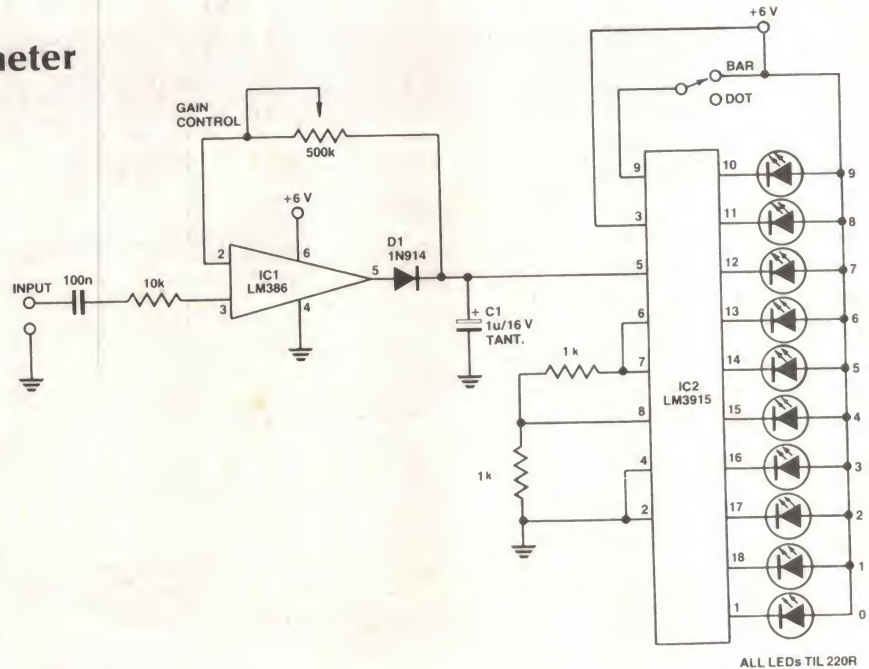 neter
+6 V
BAR
DOT
GAIN
CONTROL
500k
+6 V
2
6
IC1
LM386
5
D1
1N914
3
4
INPUT
100n
10k
+
C1
1u/16 V
TANT.
1 k
1 k
9
3
5
6
7
8
4
2
IC2
LM3915
10
9
11
8
12
7
13
6
14
5
15
4
16
3
17
2
18
1
1
0
ALL LEDs TIL 220R